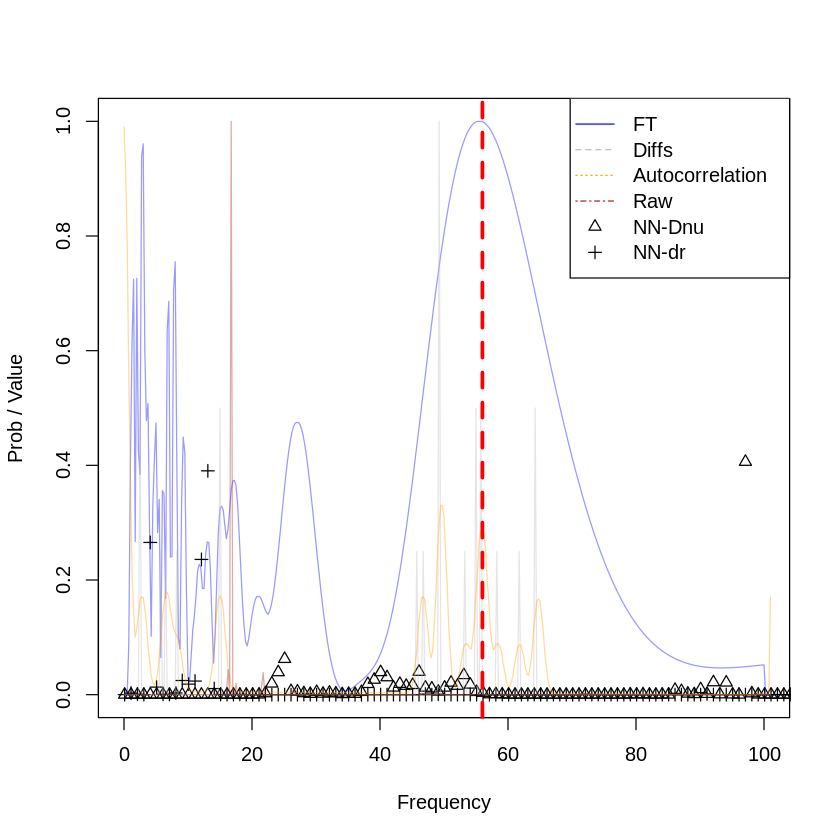 FT
Diffs
Autocorrelation
Raw
NN-Dnu
NN-dr
Prob / Value
1.0
0.8
0.6
0.4
0.2
0.0
0 20 40 60 80 100
Frequency